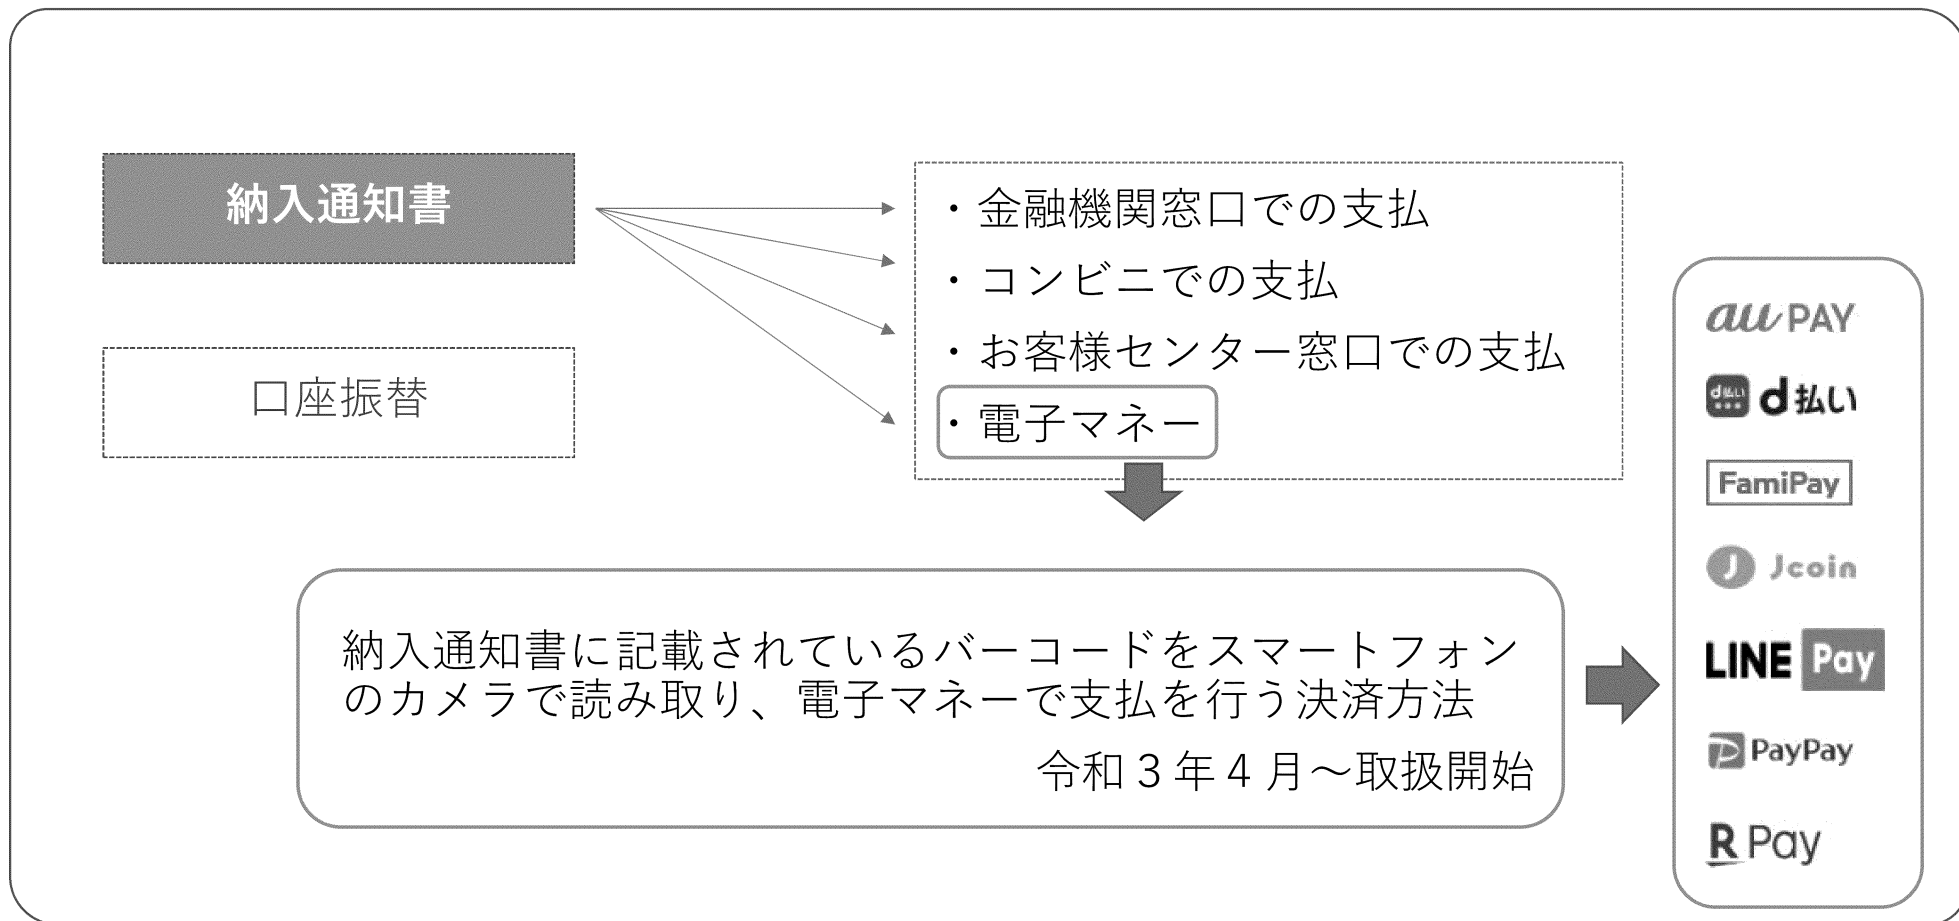 納入通知書
口座振替
・金融機関窓口での支払
・コンビニでの支払
・お客様センター窓口での支払
・電子マネー
納入通知書に記載されているバーコードをスマートフォン
のカメラで読み取り、電子マネーで支払を行う決済方法
令和３年４月～取扱開始
au PAY
d払い d払い
FamiPay
J Jcoin
LINE Pay
P PayPay
R Pay